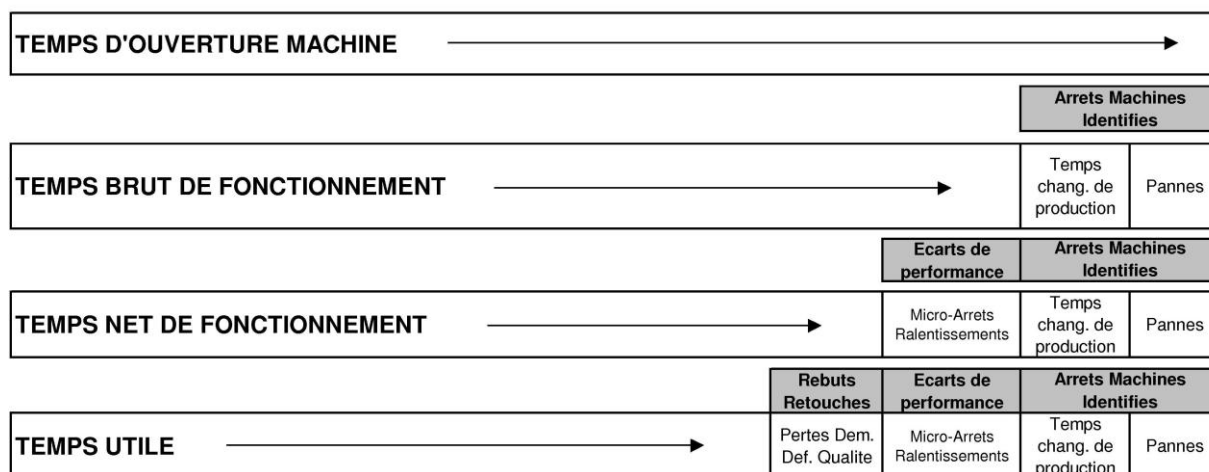 TEMPS D'OUVERTURE MACHINE
Arrets Machines
Identifies
TEMPS BRUT DE FONCTIONNEMENT
Temps
chang. de
production
Pannes
Ecarts de
performance
Arrets Machines
Identifies
TEMPS NET DE FONCTIONNEMENT
Micro-Arrets
Ralentissements
Temps
chang. de
production
Pannes
Rebuts
Retouches
Ecarts de
performance
Arrets Machines
Identifies
TEMPS UTILE
Pertes Dem.
Def. Qualite
Micro-Arrets
Ralentissements
Temps
chang. de
production
Pannes